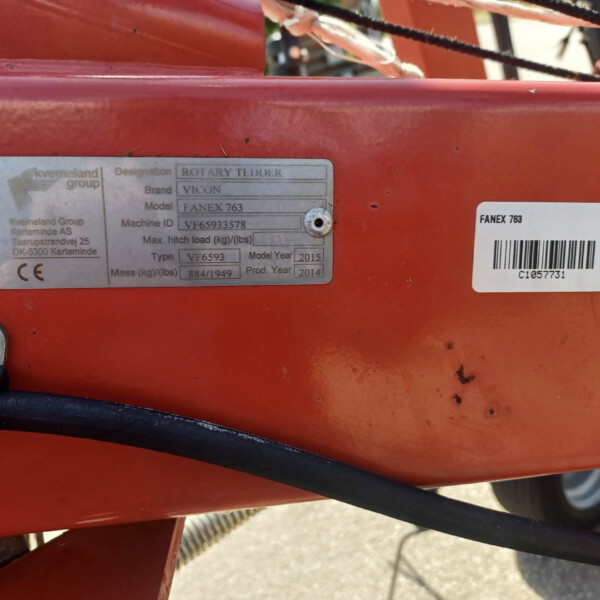 kverneland
group
Kverneland Group
Kerteminde AS
Taarupstrandvej 25
DK-5300 Kerteminde
CE
Designation ROTARY TEDDER
Brand VICON
Model FANEX 763
Machine ID VF65933578
Max. hitch load (kg)/(lbs)
Type VF6593 Model Year 2015
Mass (kg)/(lbs) 884/1949 Prod. Year 2014
FANEX 763
C1057731